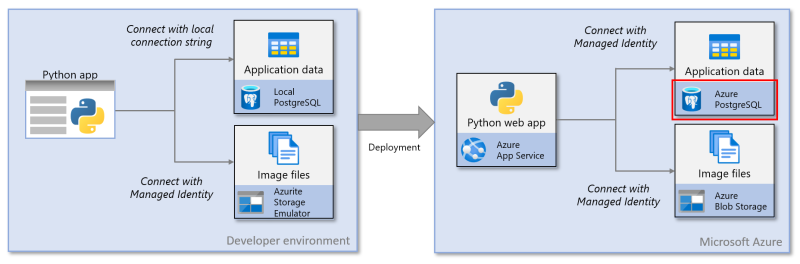 Connect with local
connection string
Python app
Application data
Local
PostgreSQL
Image files
Azurite
Storage
Emulator
Connect with
Managed Identity
Developer environment
Deployment
Connect with
Managed Identity
Python web app
Azure
App Service
Application data
Azure
PostgreSQL
Image files
Azure
Blob Storage
Connect with
Managed Identity
Microsoft Azure